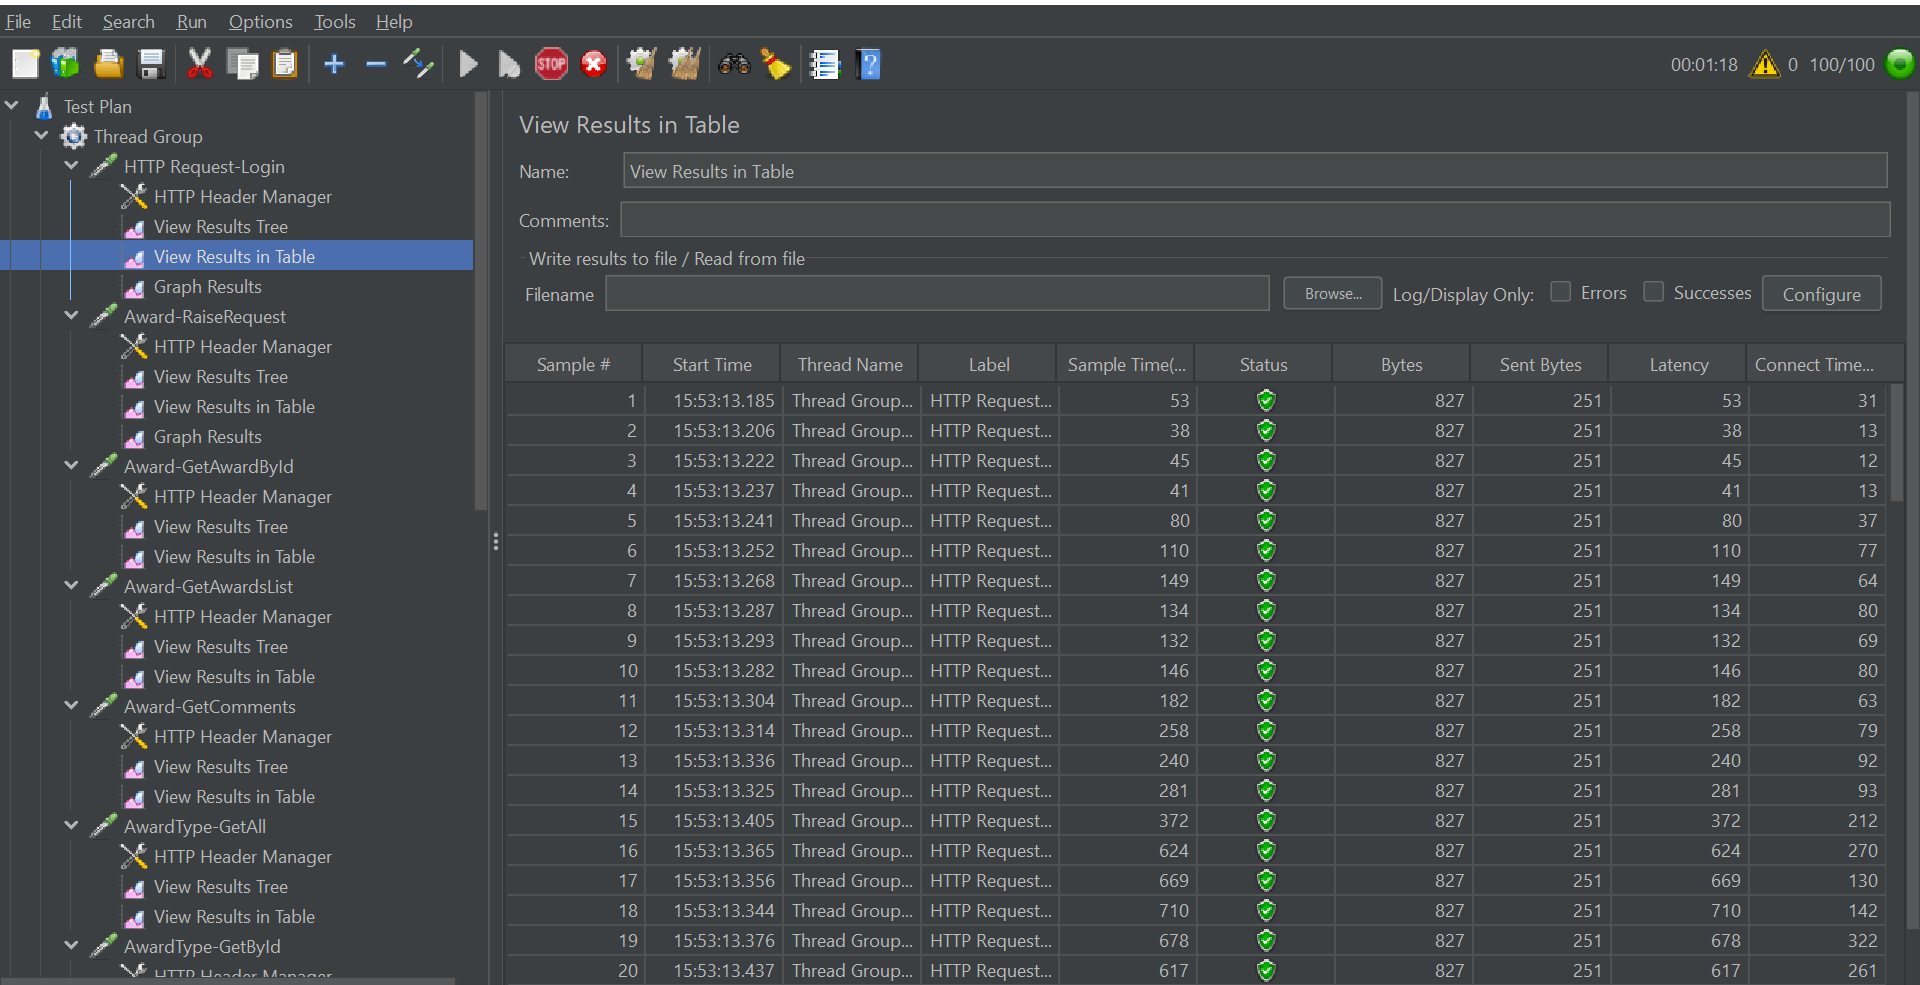 File Edit Search Run Options Tools Help
STOP ? 00:01:18 0 100/100
Test Plan
Thread Group
HTTP Request-Login
HTTP Header Manager
View Results Tree
View Results in Table
Graph Results
Award-RaiseRequest
HTTP Header Manager
View Results Tree
View Results in Table
Graph Results
Award-GetAwardById
HTTP Header Manager
View Results Tree
View Results in Table
Award-GetAwardsList
HTTP Header Manager
View Results Tree
View Results in Table
Award-GetComments
HTTP Header Manager
View Results Tree
View Results in Table
AwardType-GetAll
HTTP Header Manager
View Results Tree
View Results in Table
AwardType-GetById
HTTP Header Manager
View Results in Table
Name: View Results in Table
Comments:
Write results to file / Read from file
Filename Browse... Log/Display Only: Errors Successes Configure
Sample # Start Time Thread Name Label Sample Time(... Status Bytes Sent Bytes Latency Connect Time...
1 15:53:13.185 Thread Group... HTTP Request... 53 827 251 53 31
2 15:53:13.206 Thread Group... HTTP Request... 38 827 251 38 13
3 15:53:13.222 Thread Group... HTTP Request... 45 827 251 45 12
4 15:53:13.237 Thread Group... HTTP Request... 41 827 251 41 13
5 15:53:13.241 Thread Group... HTTP Request... 80 827 251 80 37
6 15:53:13.252 Thread Group... HTTP Request... 110 827 251 110 77
7 15:53:13.268 Thread Group... HTTP Request... 149 827 251 149 64
8 15:53:13.287 Thread Group... HTTP Request... 134 827 251 134 80
9 15:53:13.293 Thread Group... HTTP Request... 132 827 251 132 69
10 15:53:13.282 Thread Group... HTTP Request... 146 827 251 146 80
11 15:53:13.304 Thread Group... HTTP Request... 182 827 251 182 63
12 15:53:13.314 Thread Group... HTTP Request... 258 827 251 258 79
13 15:53:13.336 Thread Group... HTTP Request... 240 827 251 240 92
14 15:53:13.325 Thread Group... HTTP Request... 281 827 251 281 93
15 15:53:13.405 Thread Group... HTTP Request... 372 827 251 372 212
16 15:53:13.365 Thread Group... HTTP Request... 624 827 251 624 270
17 15:53:13.356 Thread Group... HTTP Request... 669 827 251 669 130
18 15:53:13.344 Thread Group... HTTP Request... 710 827 251 710 142
19 15:53:13.376 Thread Group... HTTP Request... 678 827 251 678 322
20 15:53:13.437 Thread Group... HTTP Request... 617 827 251 617 261